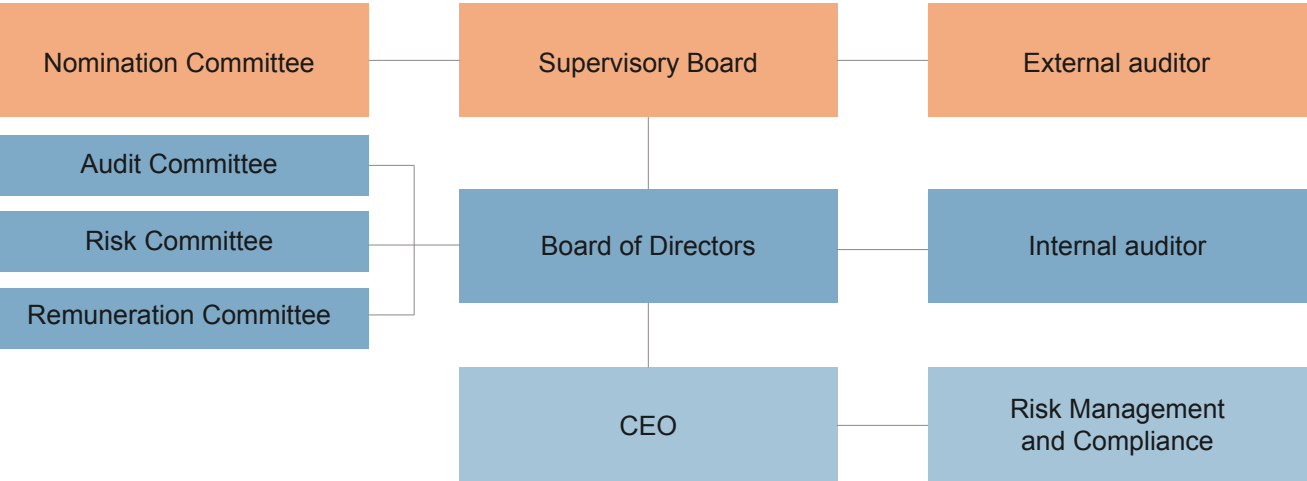 Nomination Committee
Supervisory Board
External auditor
Audit Committee
Risk Committee
Remuneration Committee
Board of Directors
Internal auditor
CEO
Risk Management
and Compliance